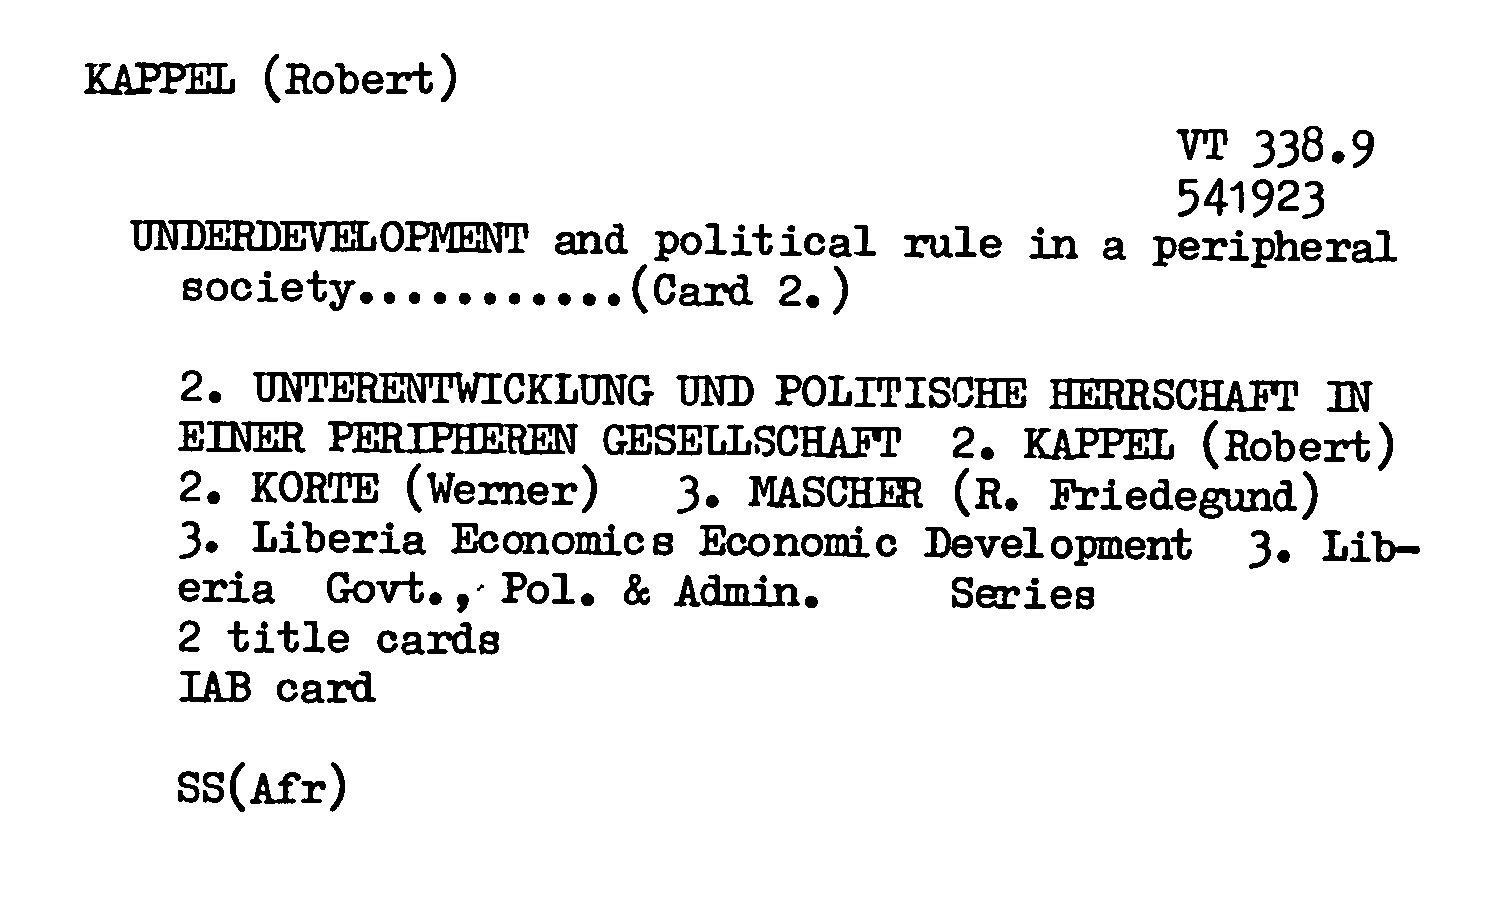 KAPPEL (Robert)
VT 338.9
541923
UNDERDEVELOPMENT and political rule in a peripheral
society...........(Card 2.)
2. UNTERENTWICKLUNG UND POLITISCHE HERRSCHAFT IN
EINER PERIPHEREN GESELLSCHAFT 2. KAPPEL (Robert)
2. KORTE (Werner) 3. MASCHER (R. Friedegund)
3. Liberia Economics Economic Development 3. Lib-
eria Govt., Pol. & Admin. Series
2 title cards
IAB card
SS(Afr)